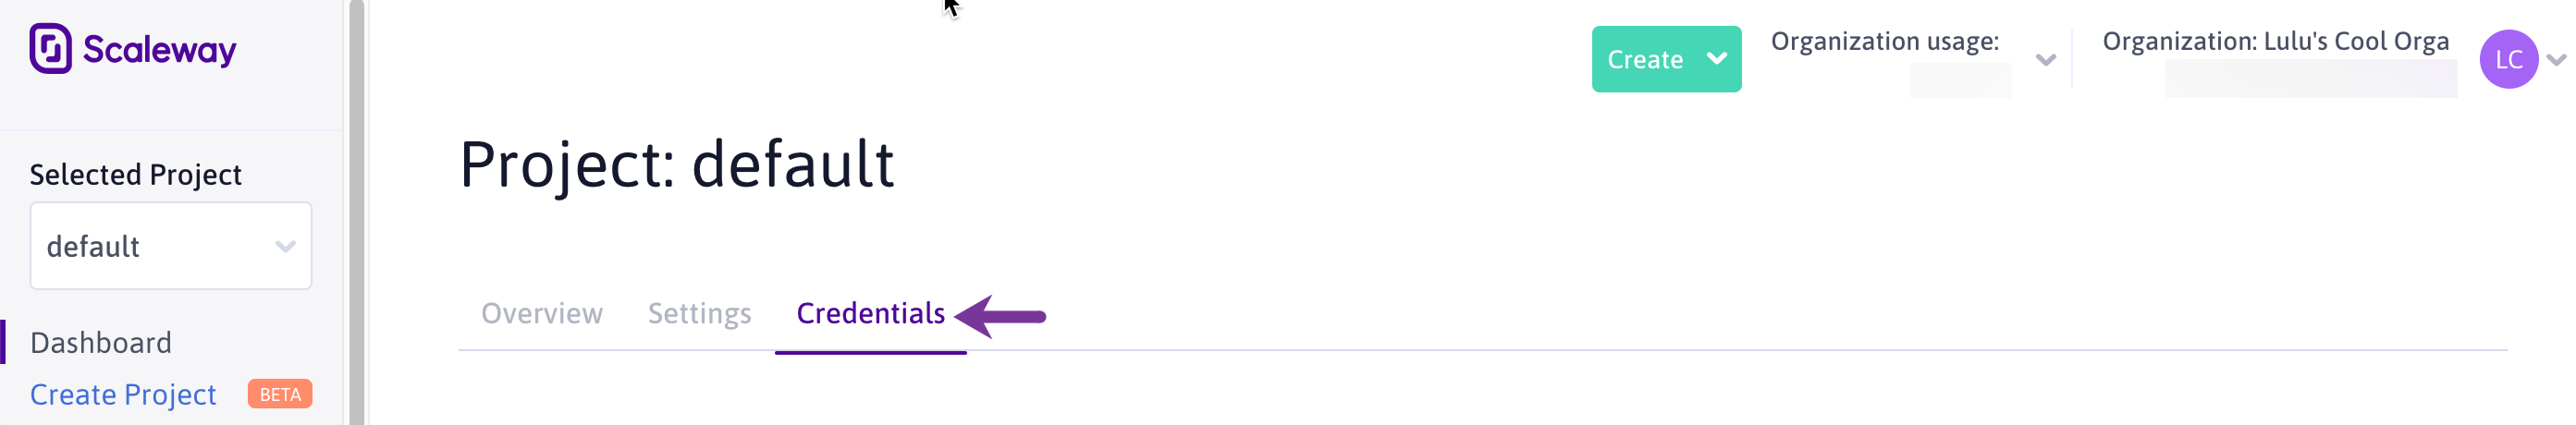 Scaleway
Selected Project
default
Dashboard
Create Project BETA
Create
Organization usage:
Organization: Lulu's Cool Orga
LC
Project: default
Overview Settings Credentials